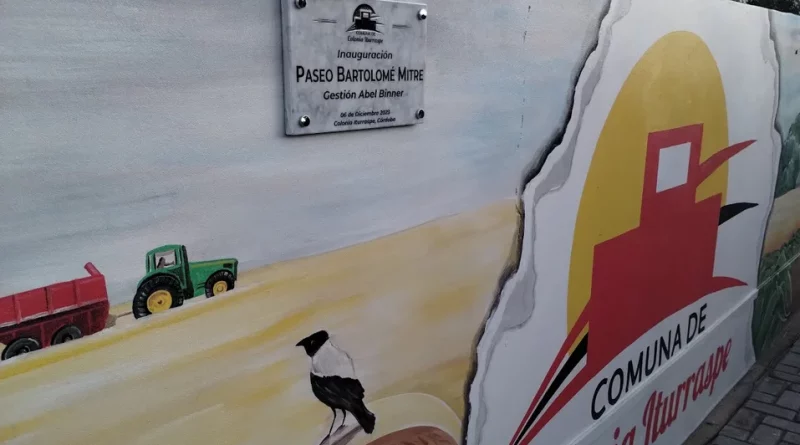 COMUNA DE
Colonia Iturraspe
Inauguración
PASEO BARTOLOMÉ MITRE
Gestión Abel Binner
06 de Diciembre 2025
Colonia Iturraspe, Córdoba
COMUNA DE
ia Iturraspe